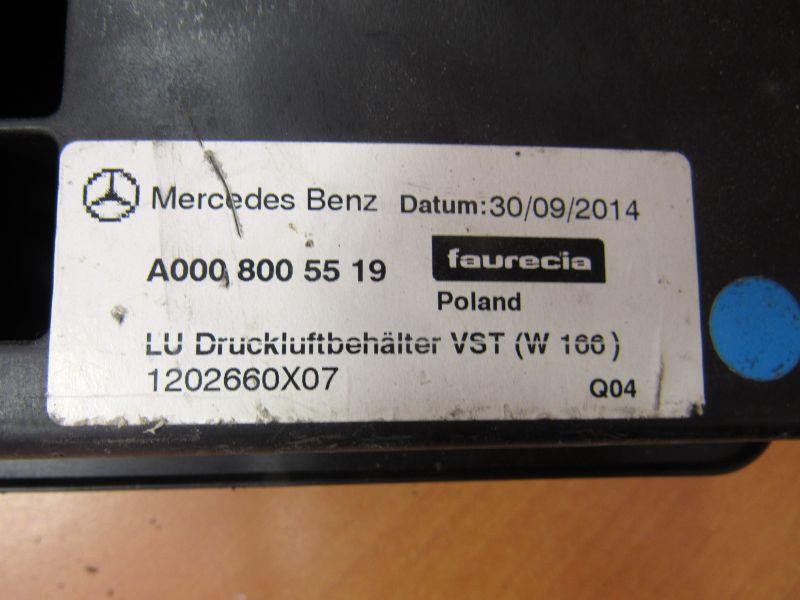 Mercedes Benz Datum:30/09/2014
A000 800 55 19 faurecia
Poland
LU Druckluftbehälter VST (W 166)
1202660X07 Q04